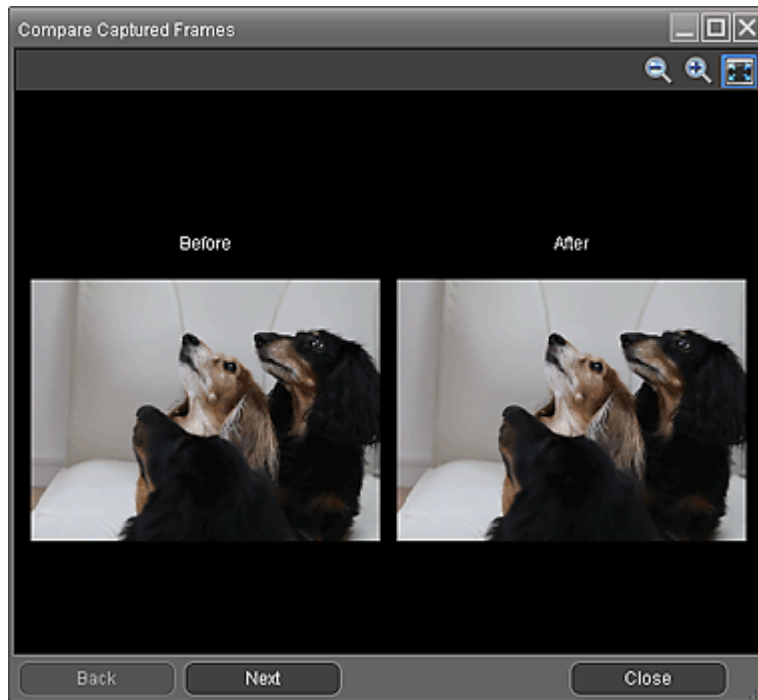 Compare Captured Frames
Before
After
Back
Next
Close